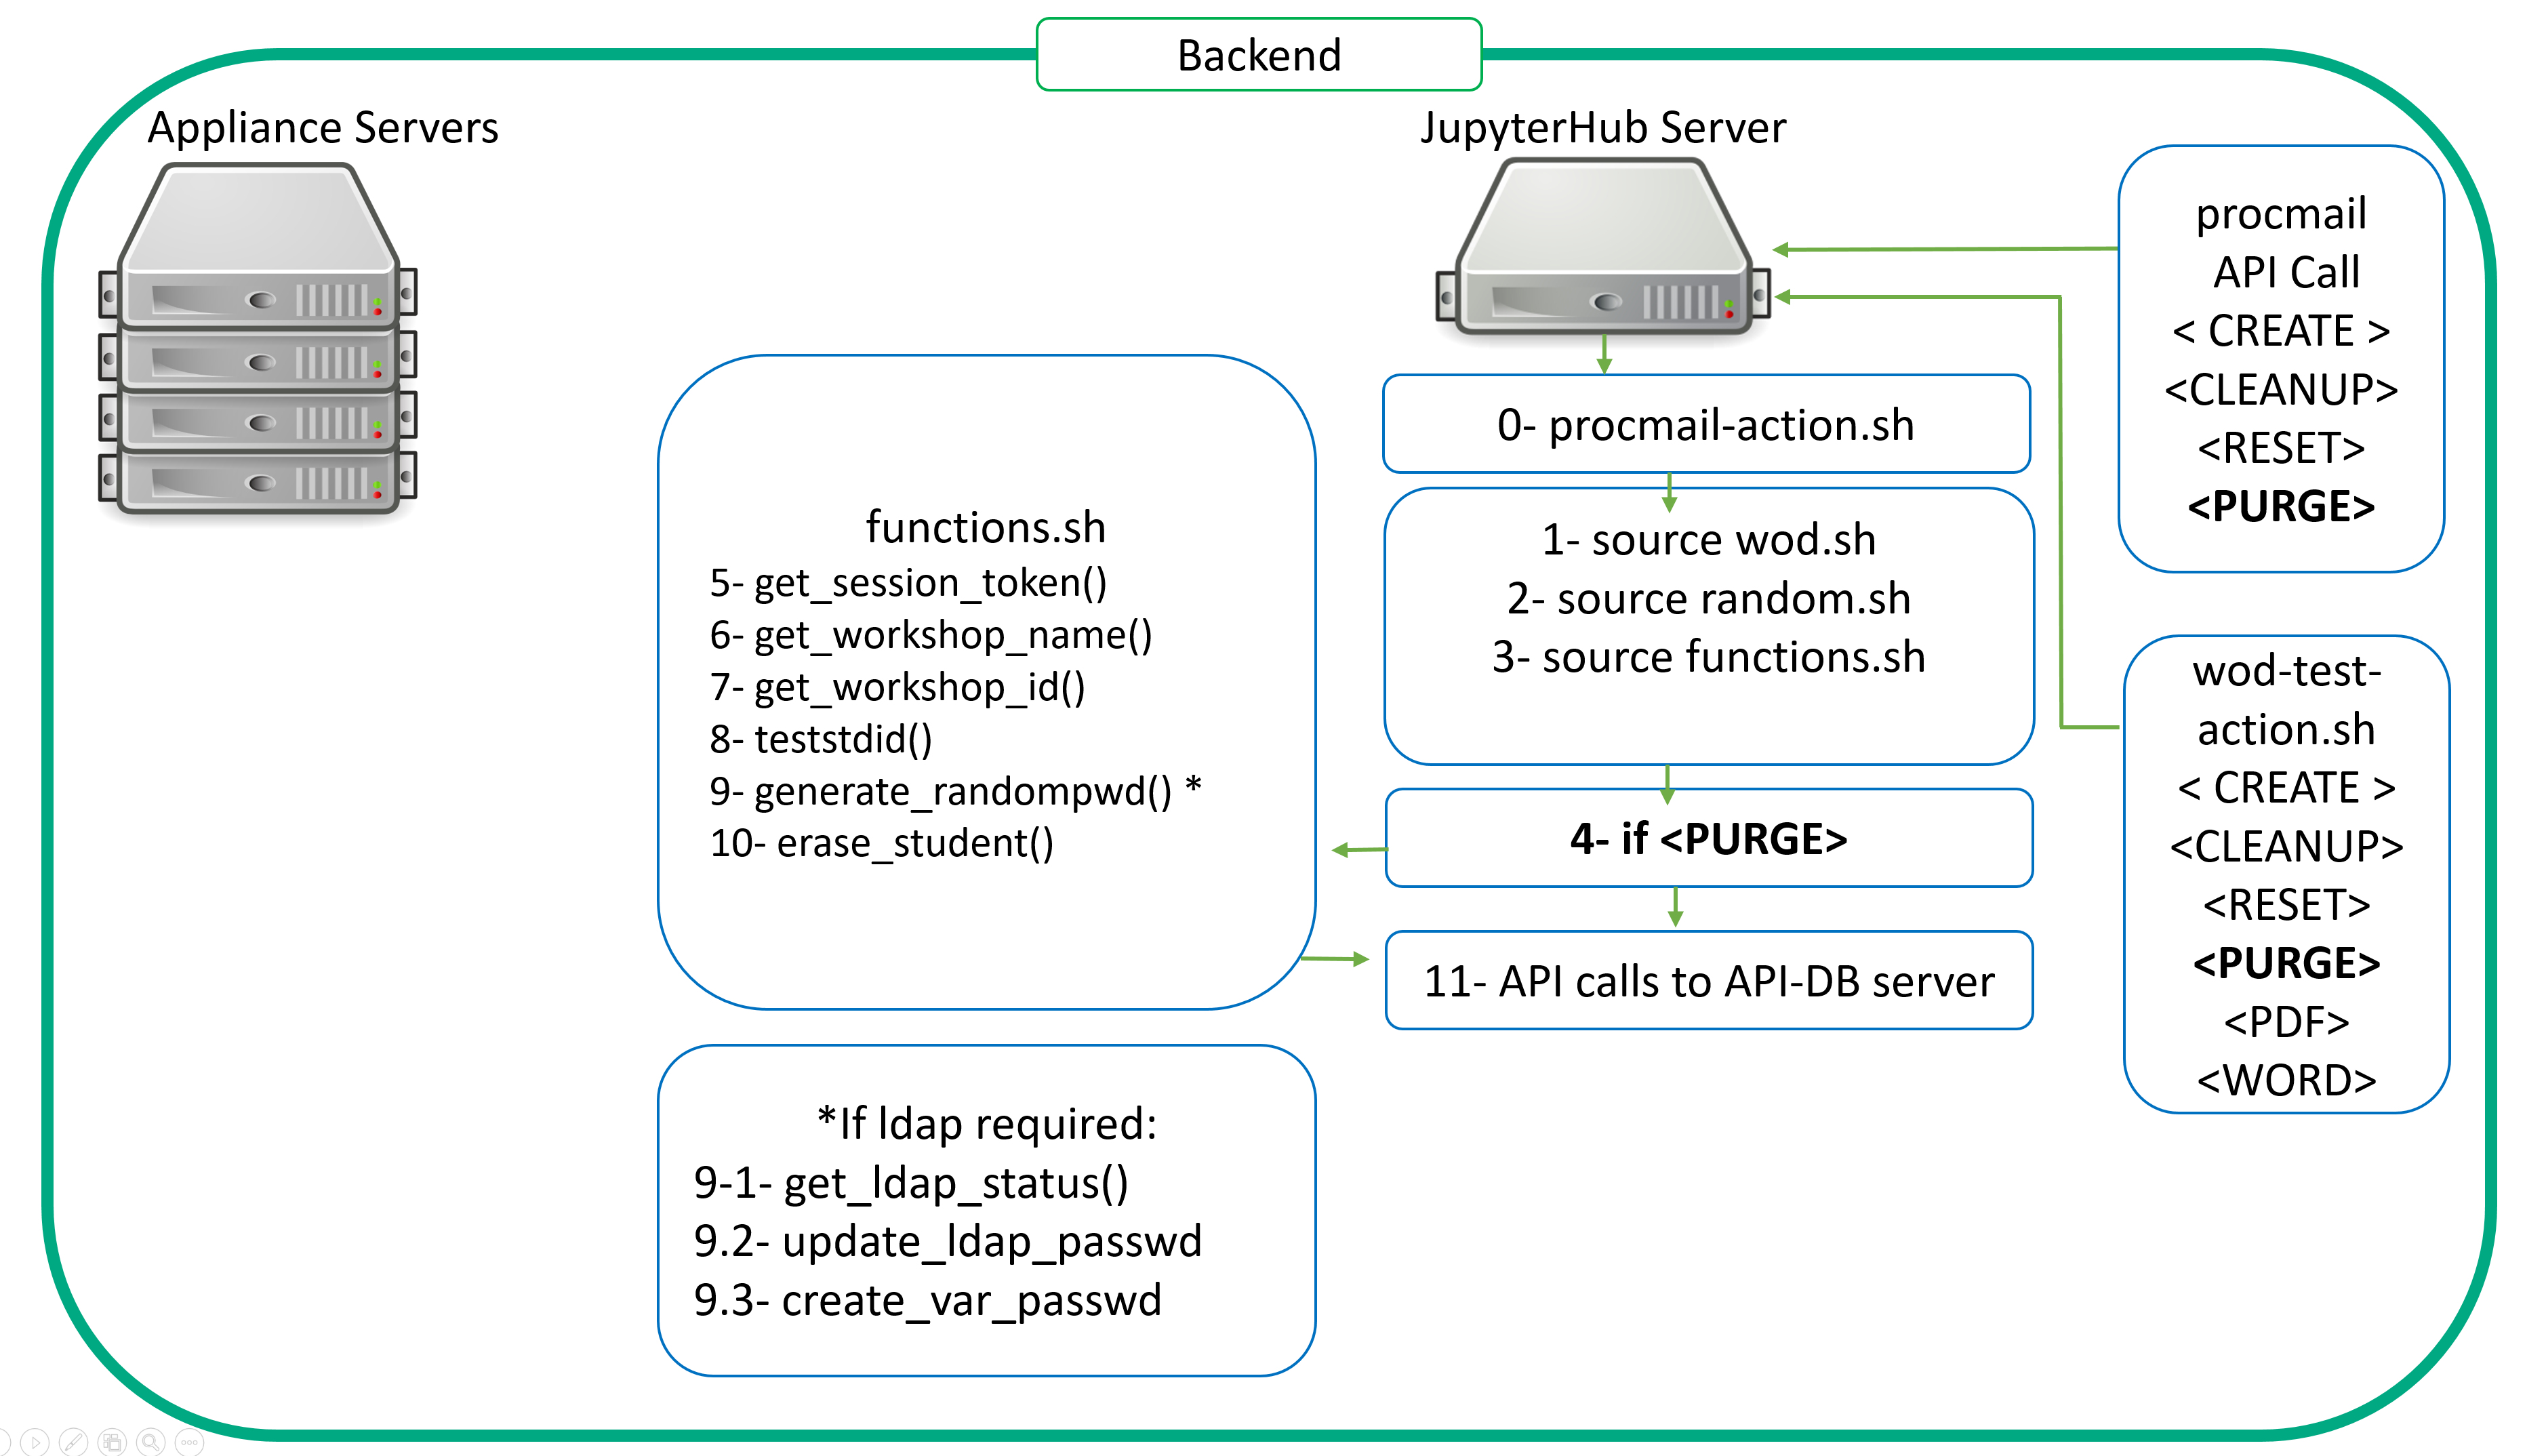 Backend
Appliance Servers
JupyterHub Server
procmail
API Call
< CREATE >
<CLEANUP>
<RESET>
<PURGE>
0- procmail-action.sh
1- source wod.sh
2- source random.sh
3- source functions.sh
4- if <PURGE>
functions.sh
5- get_session_token()
6- get_workshop_name()
7- get_workshop_id()
8- teststdid()
9- generate_randompwd() *
10- erase_student()
11- API calls to API-DB server
wod-test-
action.sh
< CREATE >
<CLEANUP>
<RESET>
<PURGE>
<PDF>
<WORD>
*If ldap required:
9-1- get_ldap_status()
9.2- update_ldap_passwd
9.3- create_var_passwd